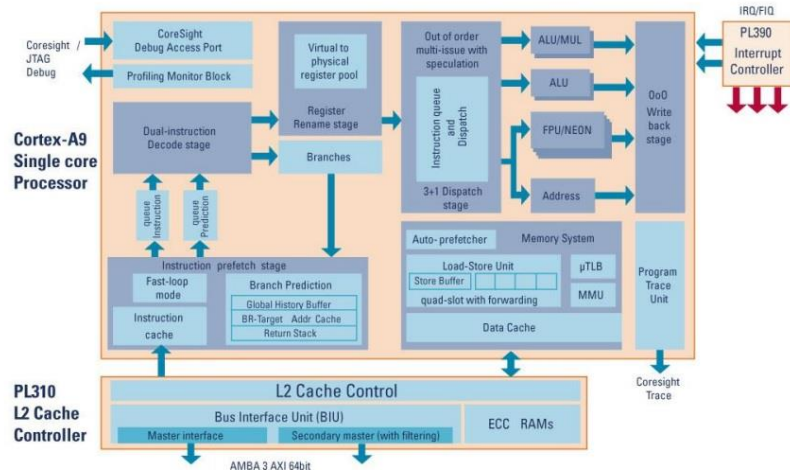 Coresight /
JTAG
Debug
CoreSight
Debug Access Port
Profiling Monitor Block
Cortex-A9
Single core
Processor
Dual-instruction
Decode stage
Virtual to
physical
register pool
Register
Rename stage
Branches
Out of order
multi-issue with
speculation
Instruction queue
and
Dispatch
3+1 Dispatch
stage
ALU/MUL
ALU
FPU/NEON
Address
OoO
Write
back
stage
IRQ/FIQ
PL390
Interrupt
Controller
queue
Instruction
queue
Prediction
Instruction prefetch stage
Fast-loop
mode
Instruction
cache
Branch Prediction
Global History Buffer
BR-Target Addr Cache
Return Stack
Auto-prefetcher
Memory System
Load-Store Unit
Store Buffer
quad-slot with forwarding
µTLB
MMU
Data Cache
Program
Trace
Unit
Coresight
Trace
PL310
L2 Cache
Controller
L2 Cache Control
Bus Interface Unit (BIU)
Master interface
Secondary master (with filtering)
ECC RAMs
AMBA 3 AXI 64bit